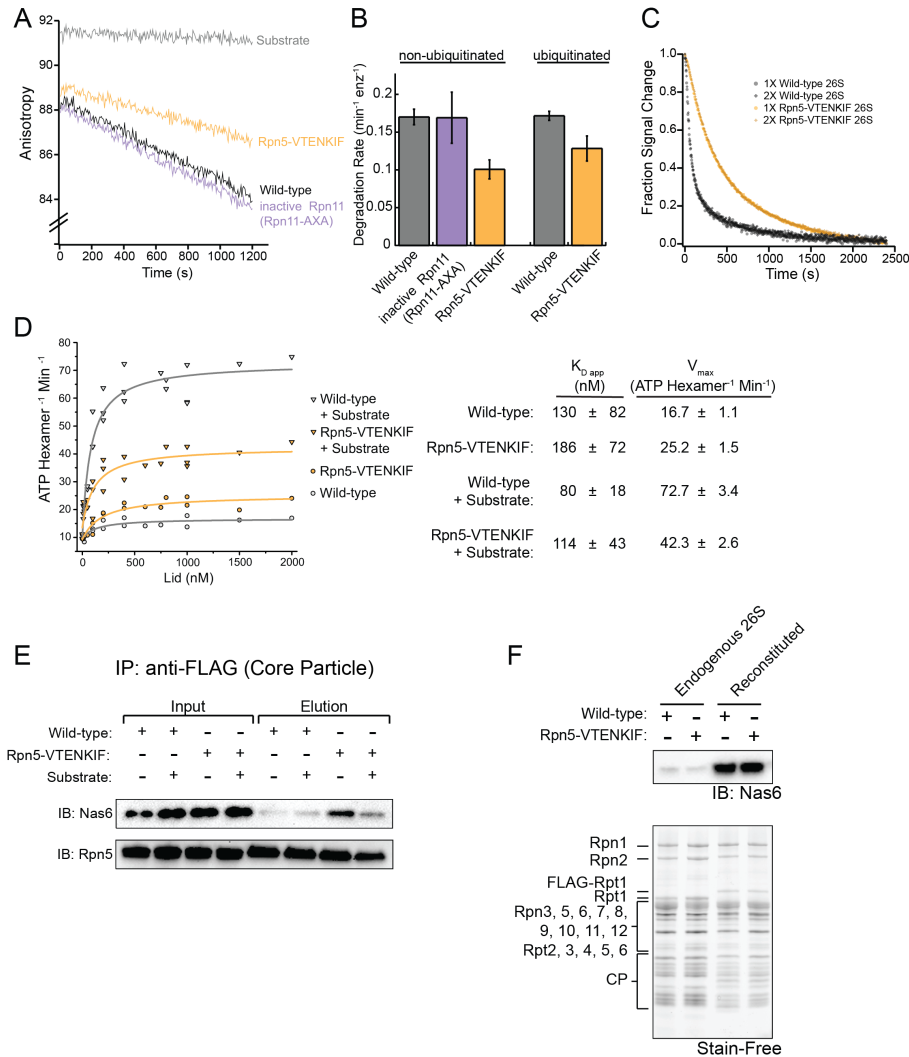 A
92
90
88
86
84
Anisotropy
0 200 400 600 800 1000 1200 1400
Time (s)
Substrate
Rpn5-VTENKIF
Wild-type
inactive Rpn11
(Rpn11-AXA)
B
non-ubiquitinated
ubiquitinated
Degradation Rate (min-1 enz-1)
0.2
0.15
0.1
0.05
0
Wild-type
inactive Rpn11
(Rpn11-AXA)
Rpn5-VTENKIF
Wild-type
Rpn5-VTENKIF
C
Fraction Signal Change
1.0
0.8
0.6
0.4
0.2
0.0
0 500 1000 1500 2000 2500
Time (s)
1X Wild-type 26S
2X Wild-type 26S
1X Rpn5-VTENKIF 26S
2X Rpn5-VTENKIF 26S
D
ATP Hexamer-1 Min -1
80
70
60
50
40
30
20
10
0 500 1000 1500 2000
Lid (nM)
Wild-type
+ Substrate
Rpn5-VTENKIF
+ Substrate
Rpn5-VTENKIF
Wild-type
KD app Vmax
(nM) (ATP Hexamer-1 Min-1)
Wild-type: 130 ± 82 16.7 ± 1.1
Rpn5-VTENKIF: 186 ± 72 25.2 ± 1.5
Wild-type
+ Substrate: 80 ± 18 72.7 ± 3.4
Rpn5-VTENKIF
+ Substrate: 114 ± 43 42.3 ± 2.6
E
IP: anti-FLAG (Core Particle)
Input Elution
Wild-type: + + - - + + - -
Rpn5-VTENKIF: - - + + - - + +
Substrate: - + - + - + - +
IB: Nas6
IB: Rpn5
F
Endogenous 26S
Reconstituted
Wild-type: + - + -
Rpn5-VTENKIF: - + - +
IB: Nas6
Rpn1
Rpn2
FLAG-Rpt1
Rpt1
Rpn3, 5, 6, 7, 8,
9, 10, 11, 12
Rpt2, 3, 4, 5, 6
CP
Stain-Free